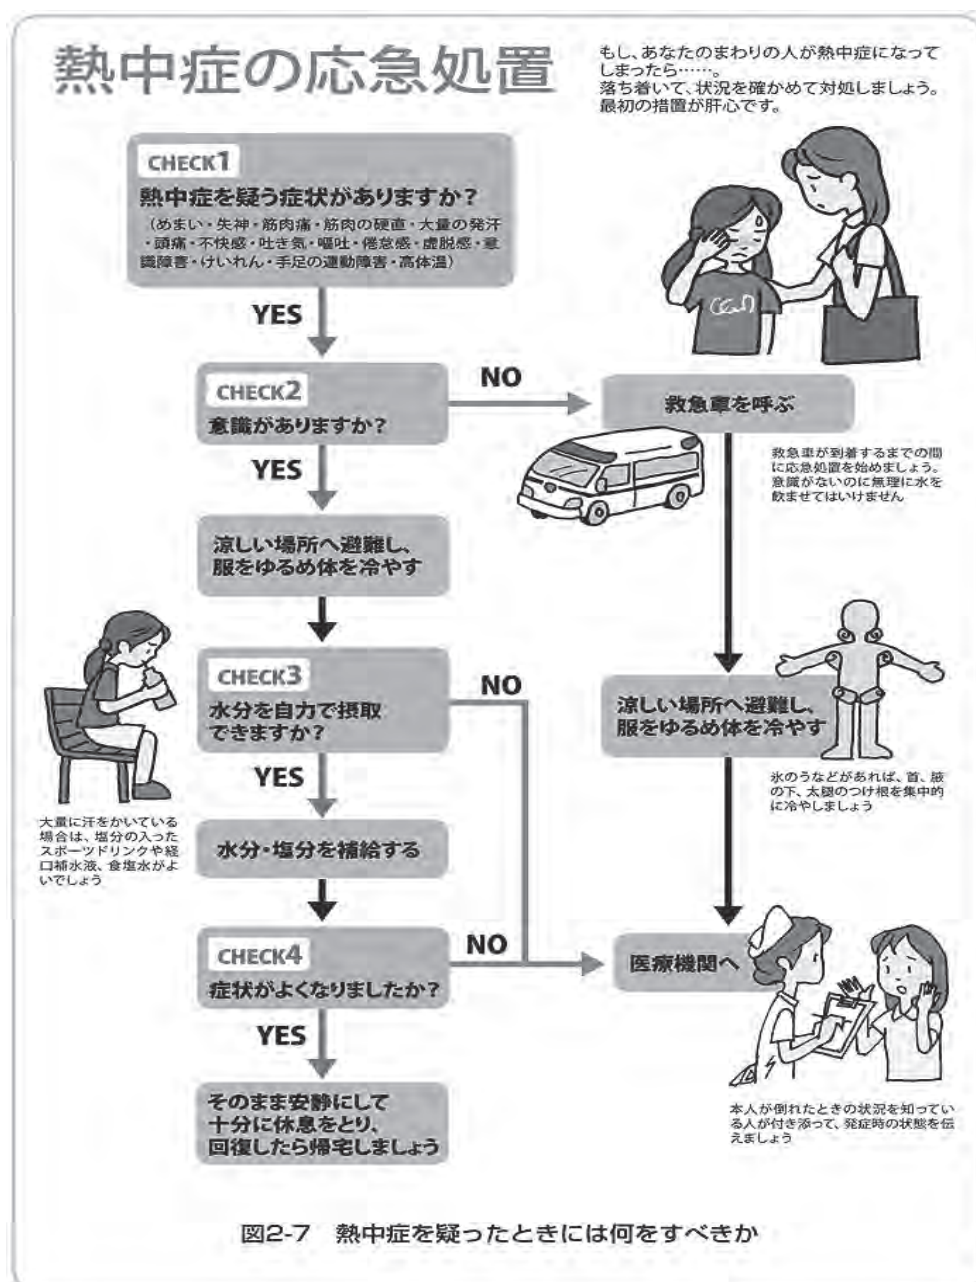 熱中症の応急処置
もし、あなたのまわりの人が熱中症になって
しまったら……。
落ち着いて、状況を確かめて対処しましょう。
最初の措置が肝心です。
CHECK1
熱中症を疑う症状がありますか？
（めまい・失神・筋肉痛・筋肉の硬直・大量の発汗
・頭痛・不快感・吐き気・嘔吐・倦怠感・虚脱感・意
識障害・けいれん・手足の運動障害・高体温）
YES
CHECK2
意識がありますか？
NO
救急車を呼ぶ
救急車が到着するまでの間
に応急処置を始めましょう。
意識がないのに無理に水を
飲ませてはいけません
YES
涼しい場所へ避難し、
服をゆるめ体を冷やす
CHECK3
水分を自力で摂取
できますか？
NO
涼しい場所へ避難し、
服をゆるめ体を冷やす
氷のうなどがあれば、首、腋
の下、太腿のつけ根を集中的
に冷やしましょう
YES
大量に汗をかいている
場合は、塩分の入った
スポーツドリンクや経
口補水液、食塩水がよ
いでしょう
水分・塩分を補給する
CHECK4
症状がよくなりましたか？
NO
医療機関へ
本人が倒れたときの状況を知ってい
る人が付き添って、発症時の状態を伝
えましょう
YES
そのまま安静にして
十分に休息をとり、
回復したら帰宅しましょう
図2-7　熱中症を疑ったときには何をすべきか